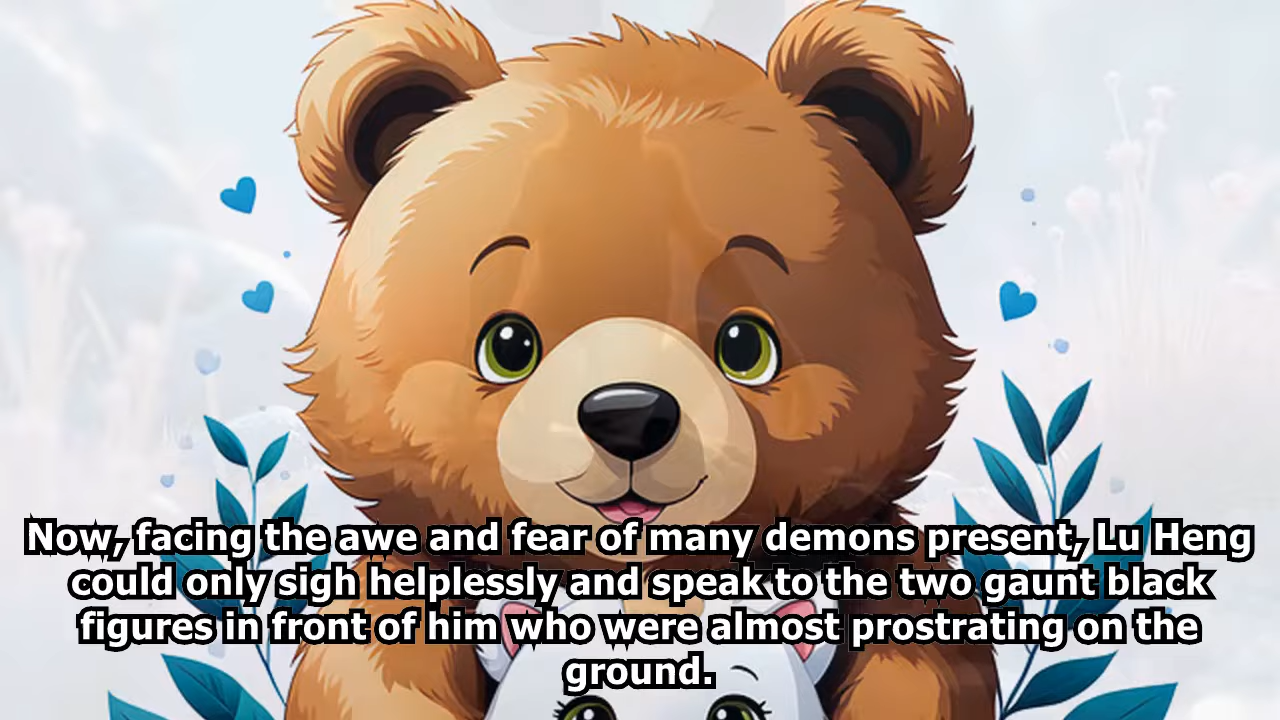 Now, facing the awe and fear of many demons present, Lu Heng
could only sigh helplessly and speak to the two gaunt black
figures in front of him who were almost prostrating on the
ground.